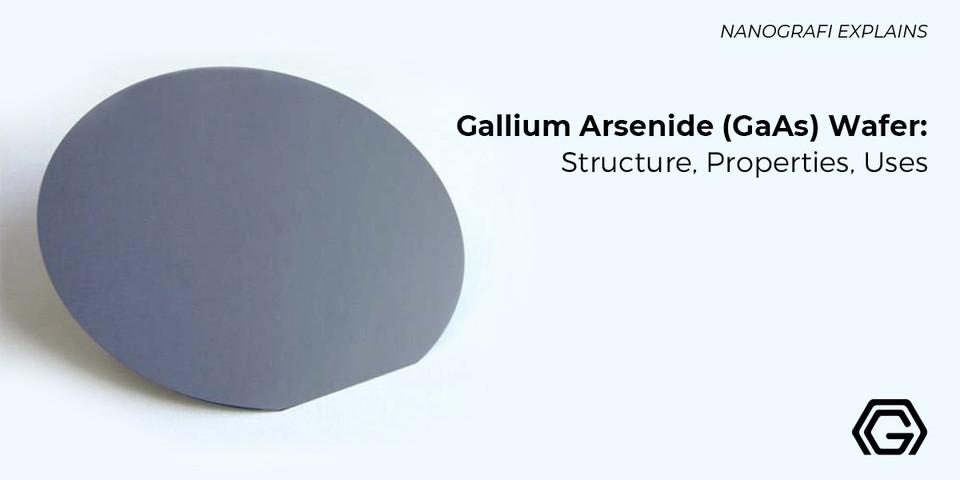 NANOGRAFI EXPLAINS
Gallium Arsenide (GaAs) Wafer:
Structure, Properties, Uses